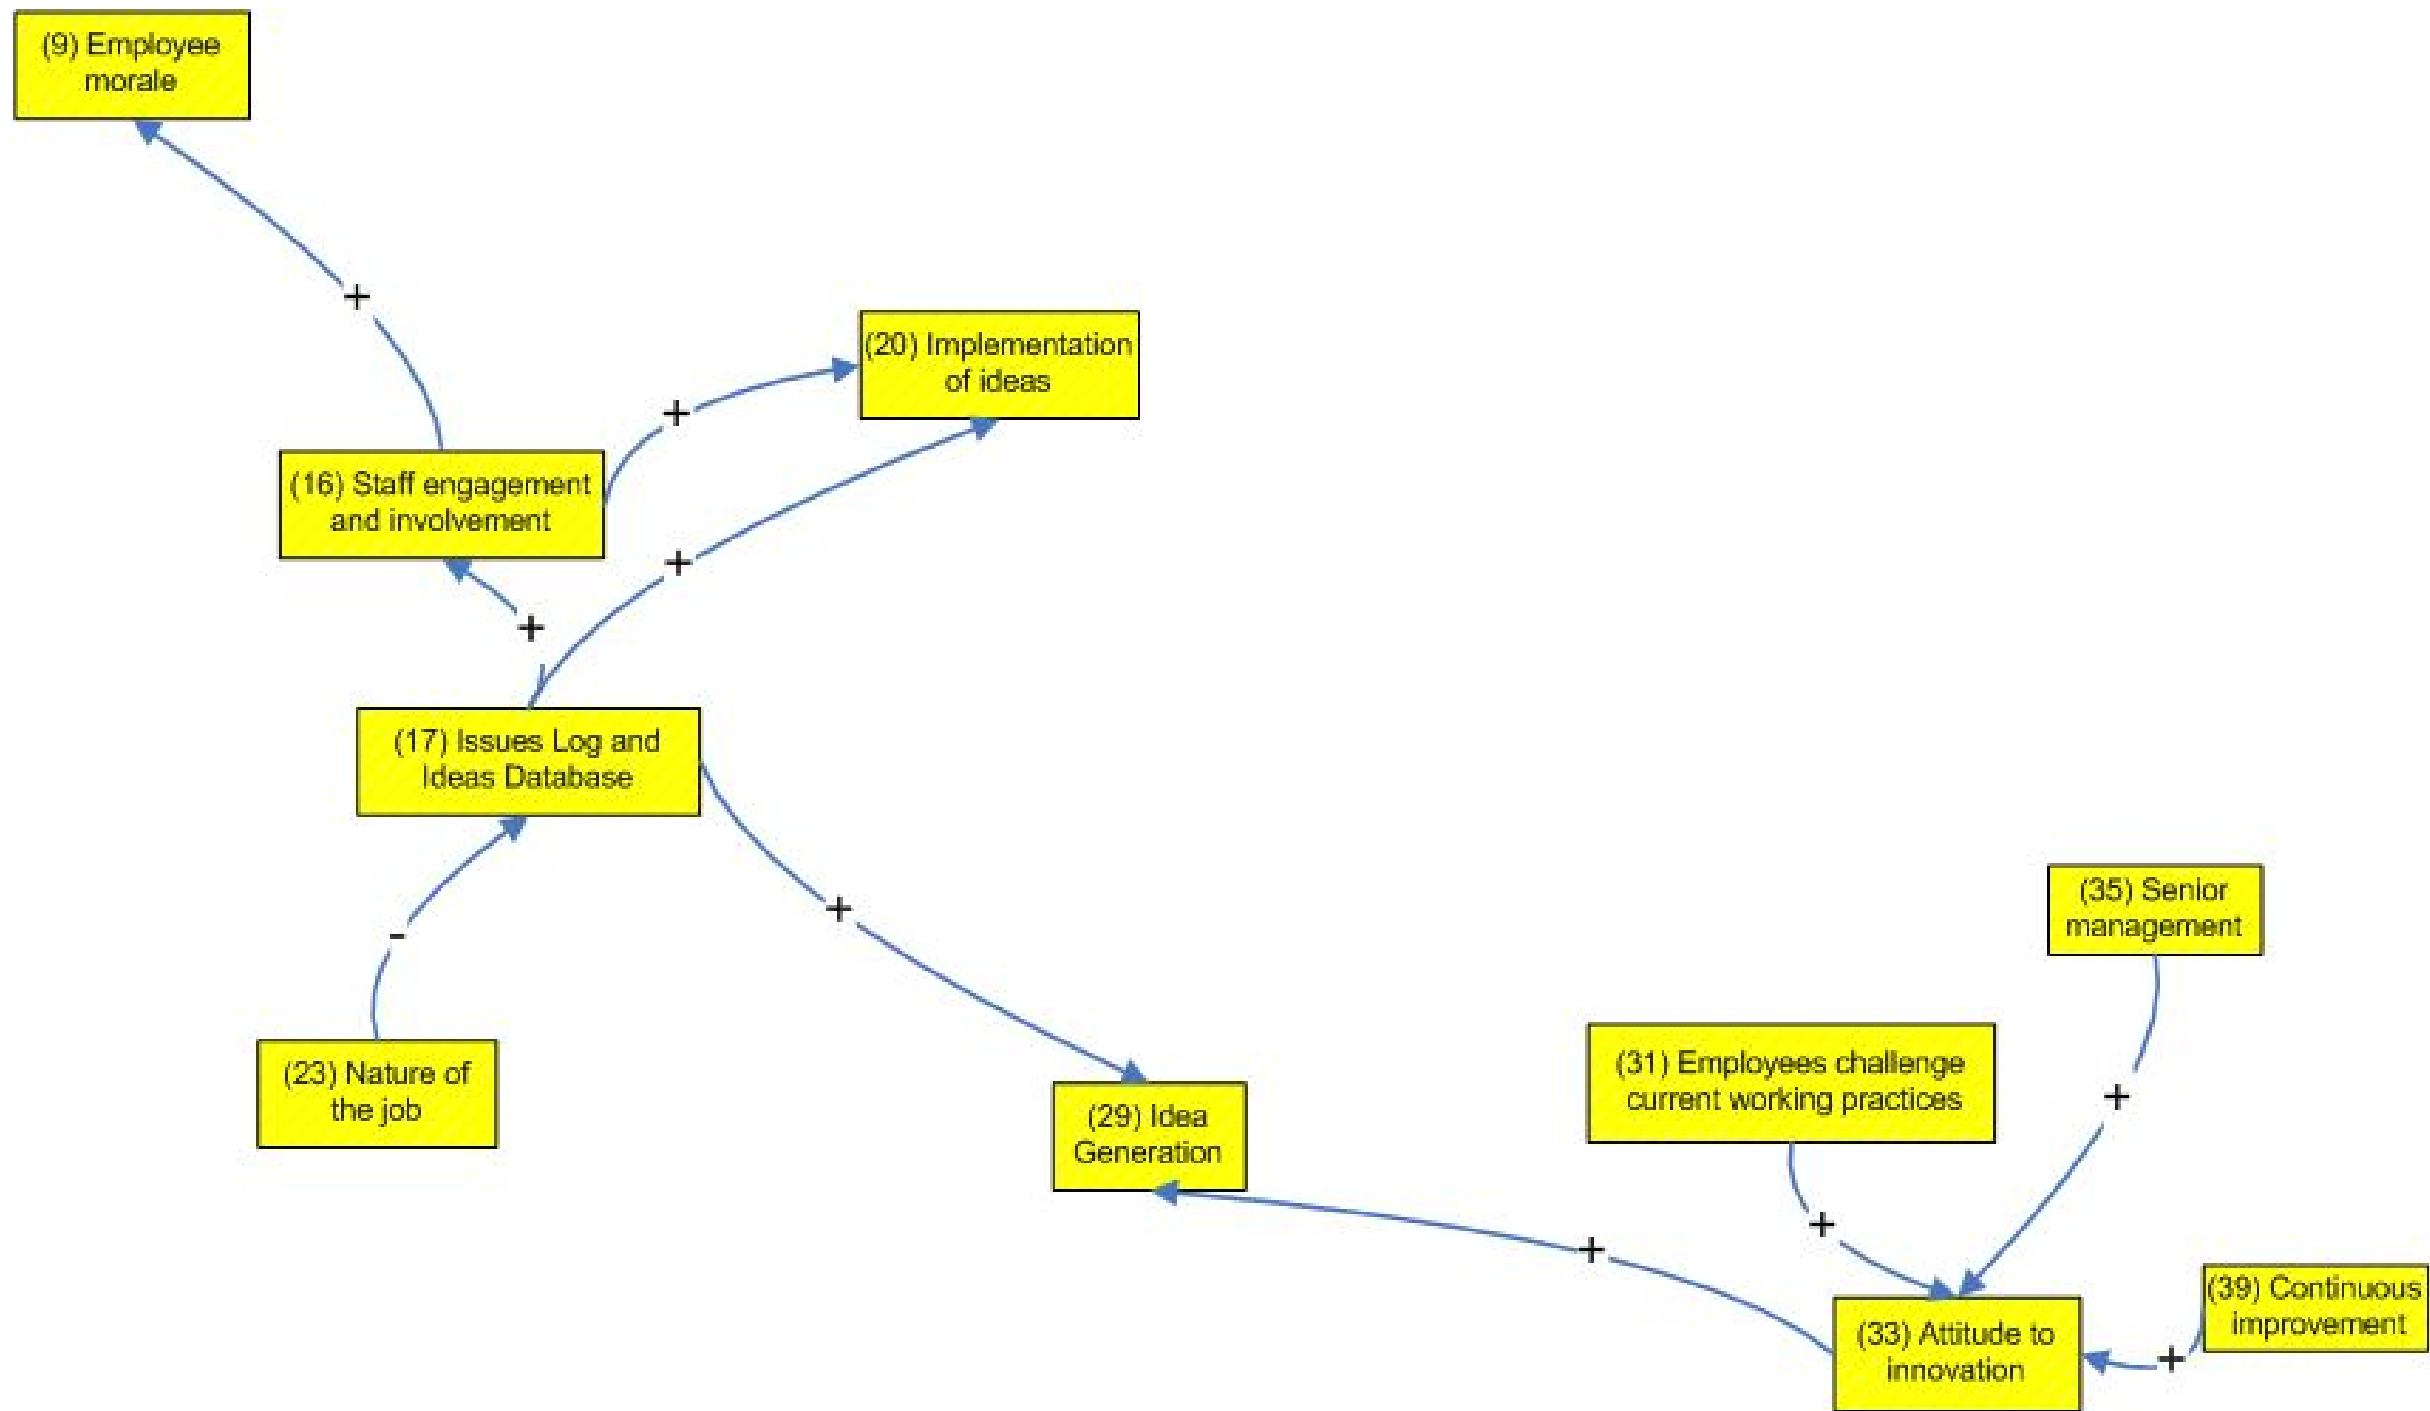 (9) Employee
morale
+
(20) Implementation
of ideas
+
(16) Staff engagement
and involvement
+
+
(17) Issues Log and
Ideas Database
+
-
(23) Nature of
the job
(29) Idea
Generation
(35) Senior
management
(31) Employees challenge
current working practices
+
+
+
(39) Continuous
improvement
+
(33) Attitude to
innovation